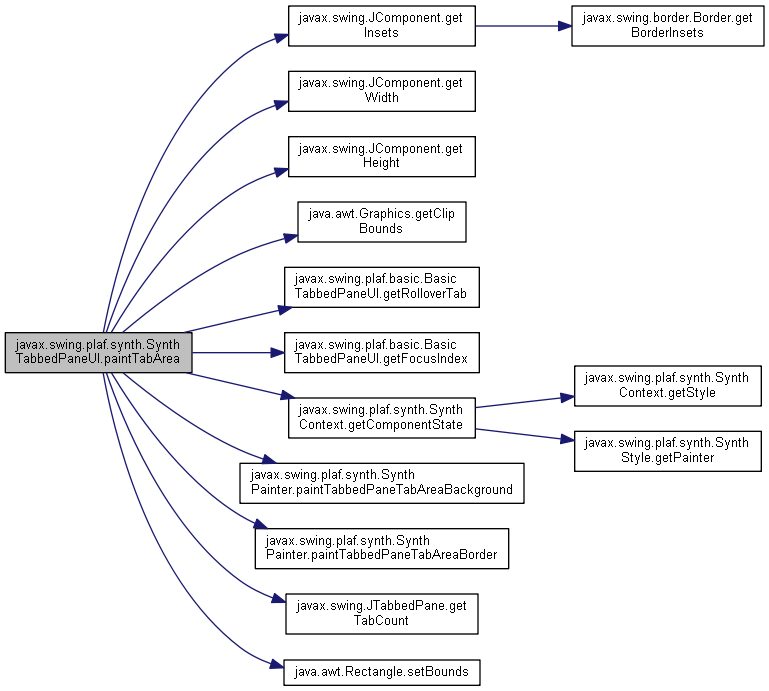 javax.swing.JComponent.get
Insets
javax.swing.border.Border.get
BorderInsets
javax.swing.JComponent.get
Width
javax.swing.JComponent.get
Height
java.awt.Graphics.getClip
Bounds
javax.swing.plaf.basic.Basic
TabbedPaneUI.getRolloverTab
javax.swing.plaf.synth.Synth
TabbedPaneUI.paintTabArea
javax.swing.plaf.basic.Basic
TabbedPaneUI.getFocusIndex
javax.swing.plaf.synth.Synth
Context.getComponentState
javax.swing.plaf.synth.Synth
Context.getStyle
javax.swing.plaf.synth.Synth
Style.getPainter
javax.swing.plaf.synth.Synth
Painter.paintTabbedPaneTabAreaBackground
javax.swing.plaf.synth.Synth
Painter.paintTabbedPaneTabAreaBorder
javax.swing.JTabbedPane.get
TabCount
java.awt.Rectangle.setBounds